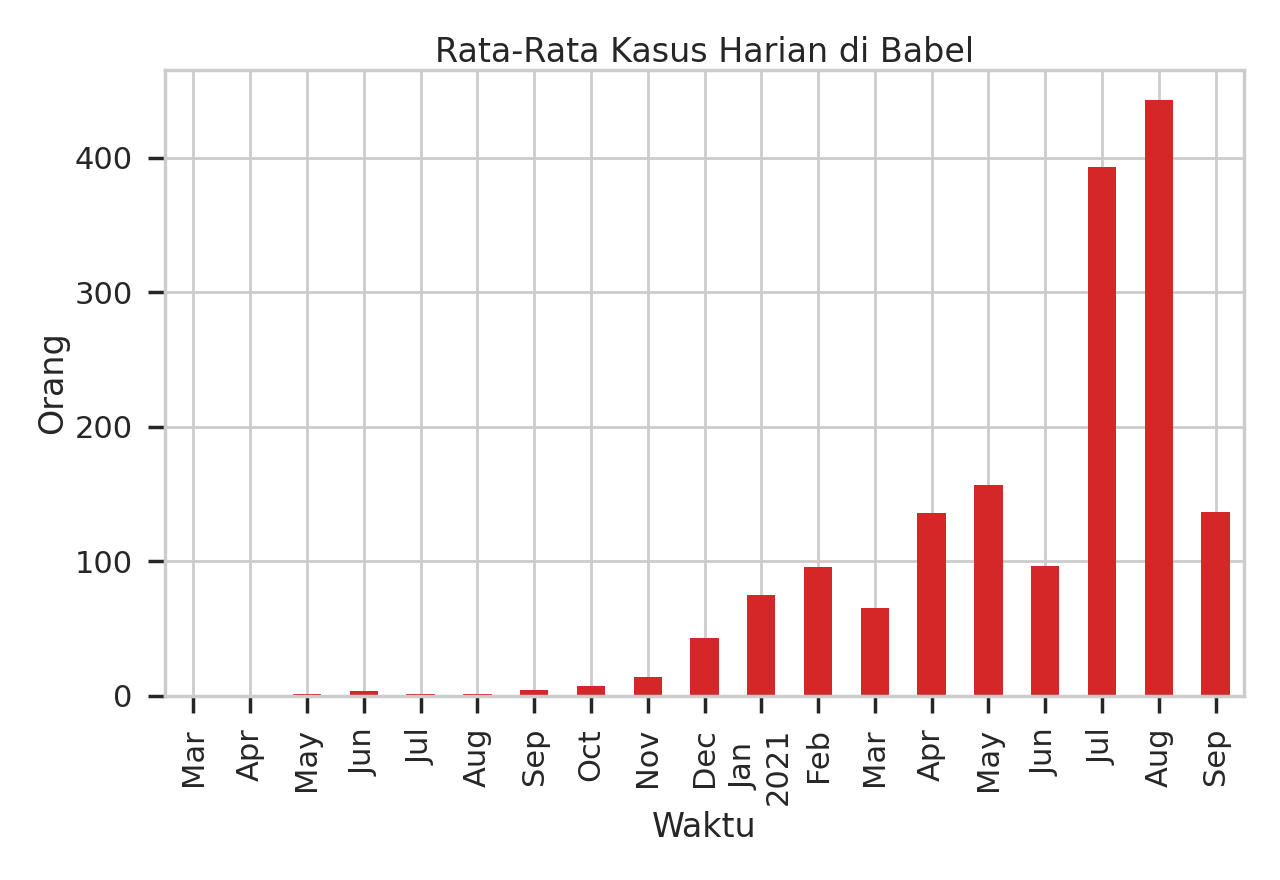 Rata-Rata Kasus Harian di Babel
Orang
400
300
200
100
0
Mar
Apr
May
Jun
Jul
Aug
Sep
Oct
Nov
Dec
Jan
2021
Feb
Mar
Apr
May
Jun
Jul
Aug
Sep
Waktu